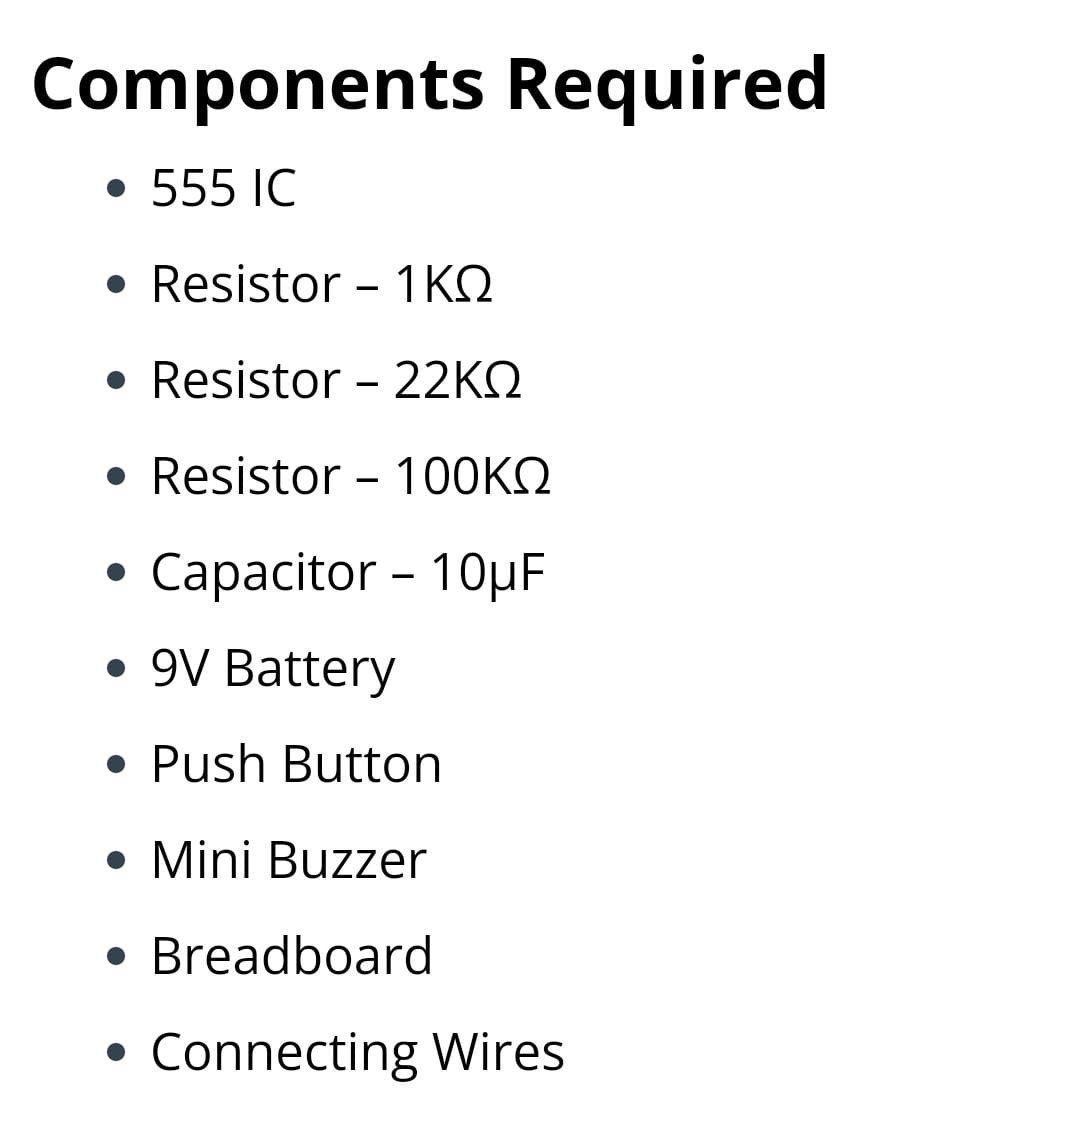 Components Required
555 IC
Resistor – 1KΩ
Resistor – 22KΩ
Resistor – 100KΩ
Capacitor – 10μF
9V Battery
Push Button
Mini Buzzer
Breadboard
Connecting Wires